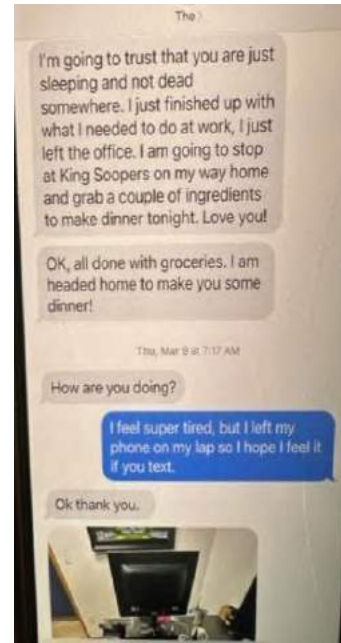 The
I'm going to trust that you are just
sleeping and not dead
somewhere. I just finished up with
what I needed to do at work, I just
left the office. I am going to stop
at King Soopers on my way home
and grab a couple of ingredients
to make dinner tonight. Love you!
OK, all done with groceries. I am
headed home to make you some
dinner!
Thu, Mar 9 at 7:17 AM
How are you doing?
I feel super tired, but I left my
phone on my lap so I hope I feel it
if you text.
Ok thank you.